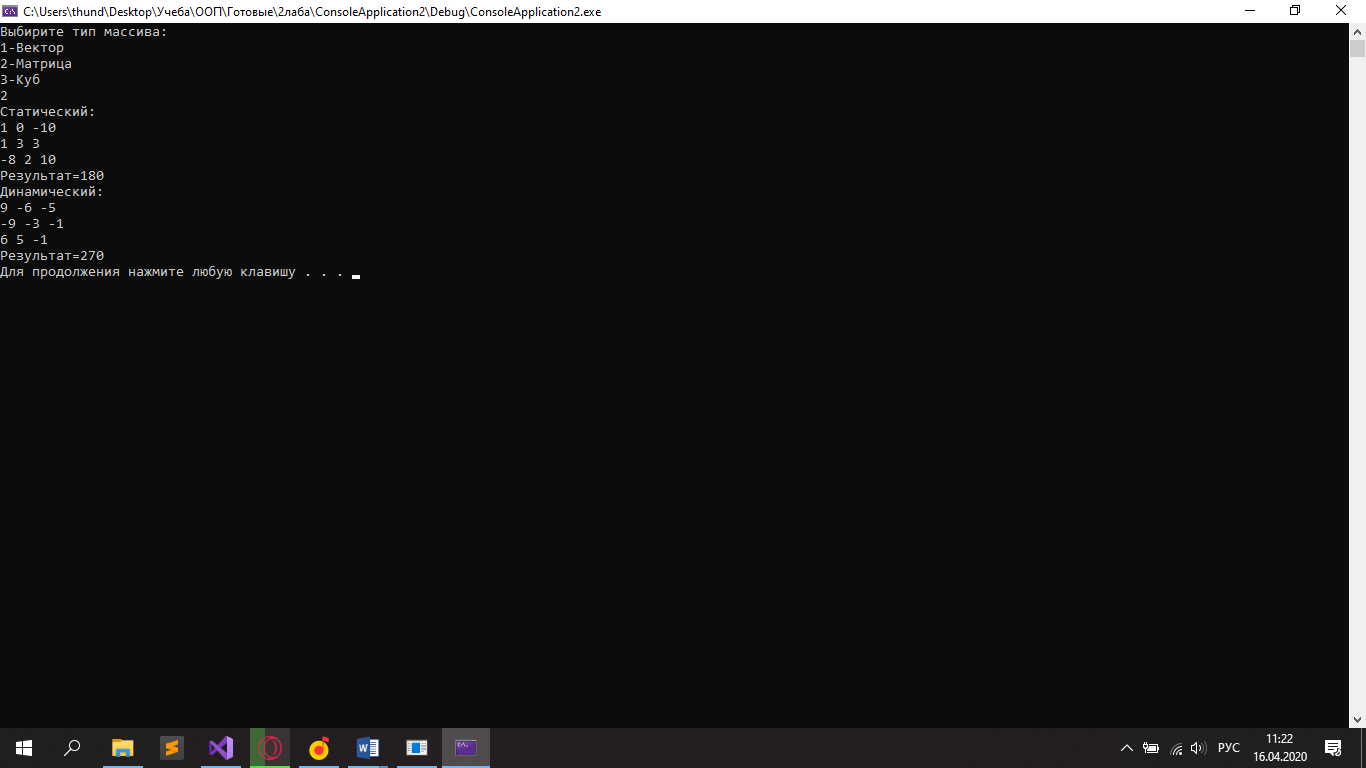 C:\Users\thund\Desktop\Учеба\ООП\Готовые\2лаба\ConsoleApplication2\Debug\ConsoleApplication2.exe
Выбирите тип массива:
1-Вектор
2-Матрица
3-Куб
2
Статический:
1 0 -10
1 3 3
-8 2 10
Результат=180
Динамический:
9 -6 -5
-9 -3 -1
6 5 -1
Результат=270
Для продолжения нажмите любую клавишу . . .
РУС
11:22
16.04.2020